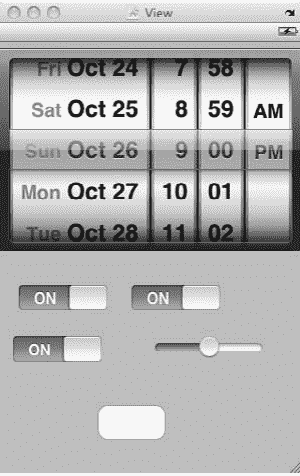 View
Fri Oct 24 7 58
Sat Oct 25 8 59 AM
Sun Oct 26 9 00 PM
Mon Oct 27 10 01
Tue Oct 28 11 02
ON ON
ON